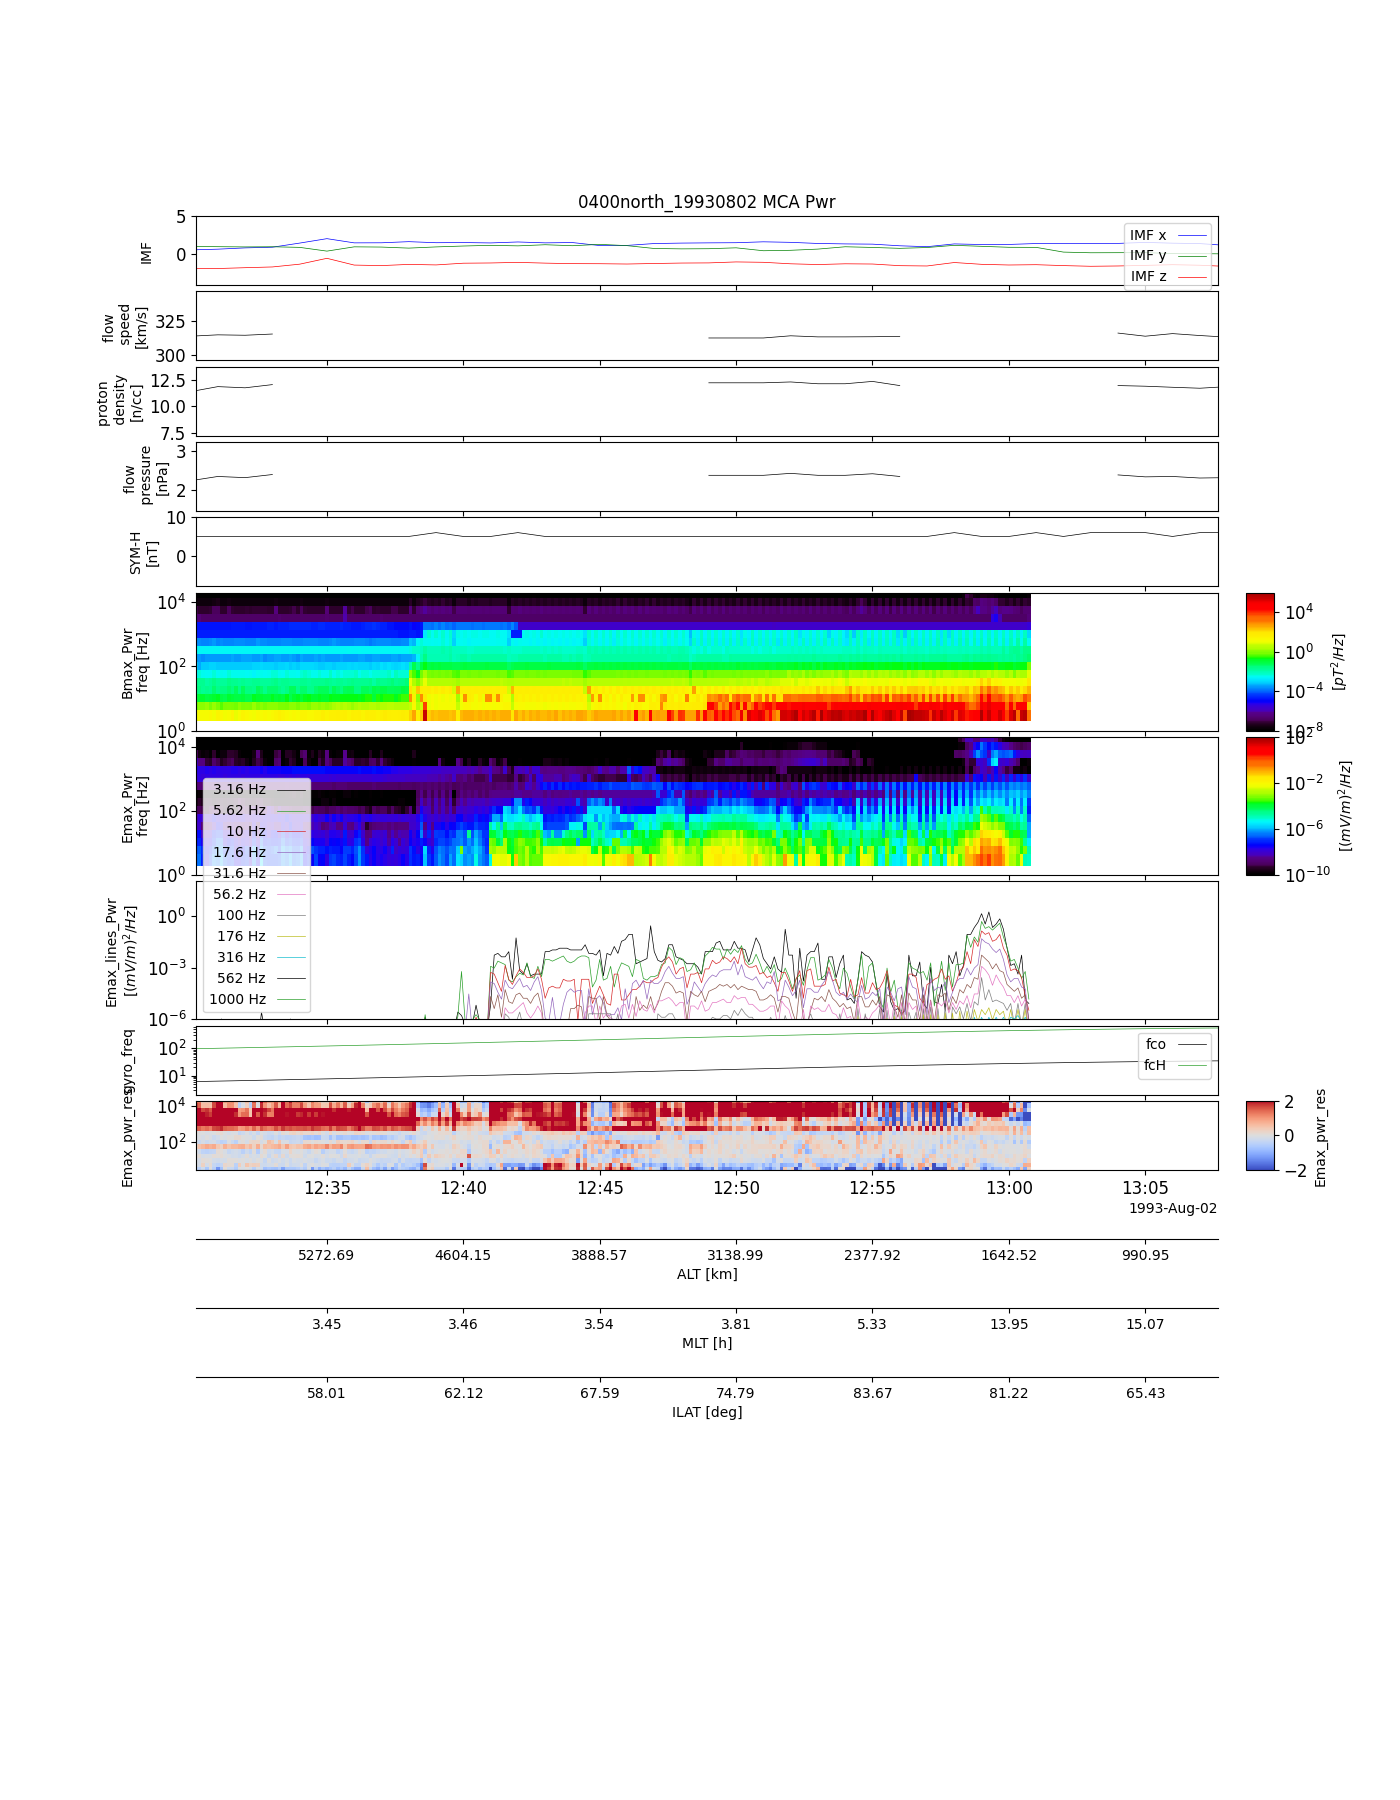 0400north_19930802 MCA Pwr
5
0
IMF
IMF x
IMF y
IMF z
325
300
flow
speed
[km/s]
12.5
10.0
7.5
proton
density
[n/cc]
3
2
flow
pressure
[nPa]
10
0
SYM-H
[nT]
10^4
10^2
10^0
Bmax_Pwr
freq [Hz]
10^4
10^0
10^-4
10^-8
[pT^2/Hz]
10^4
10^2
10^0
Emax_Pwr
freq [Hz]
10^2
10^-2
10^-6
10^-10
[(mV/m)^2/Hz]
3.16 Hz
5.62 Hz
10 Hz
17.6 Hz
31.6 Hz
56.2 Hz
100 Hz
176 Hz
316 Hz
562 Hz
1000 Hz
10^0
10^-3
10^-6
Emax_lines_Pwr
[(mV/m)^2/Hz]
10^2
10^1
gyro_freq
fco
fcH
10^4
10^2
Emax_pwr_res
2
0
−2
Emax_pwr_res
12:35 12:40 12:45 12:50 12:55 13:00 13:05
1993-Aug-02
5272.69 4604.15 3888.57 3138.99 2377.92 1642.52 990.95
ALT [km]
3.45 3.46 3.54 3.81 5.33 13.95 15.07
MLT [h]
58.01 62.12 67.59 74.79 83.67 81.22 65.43
ILAT [deg]